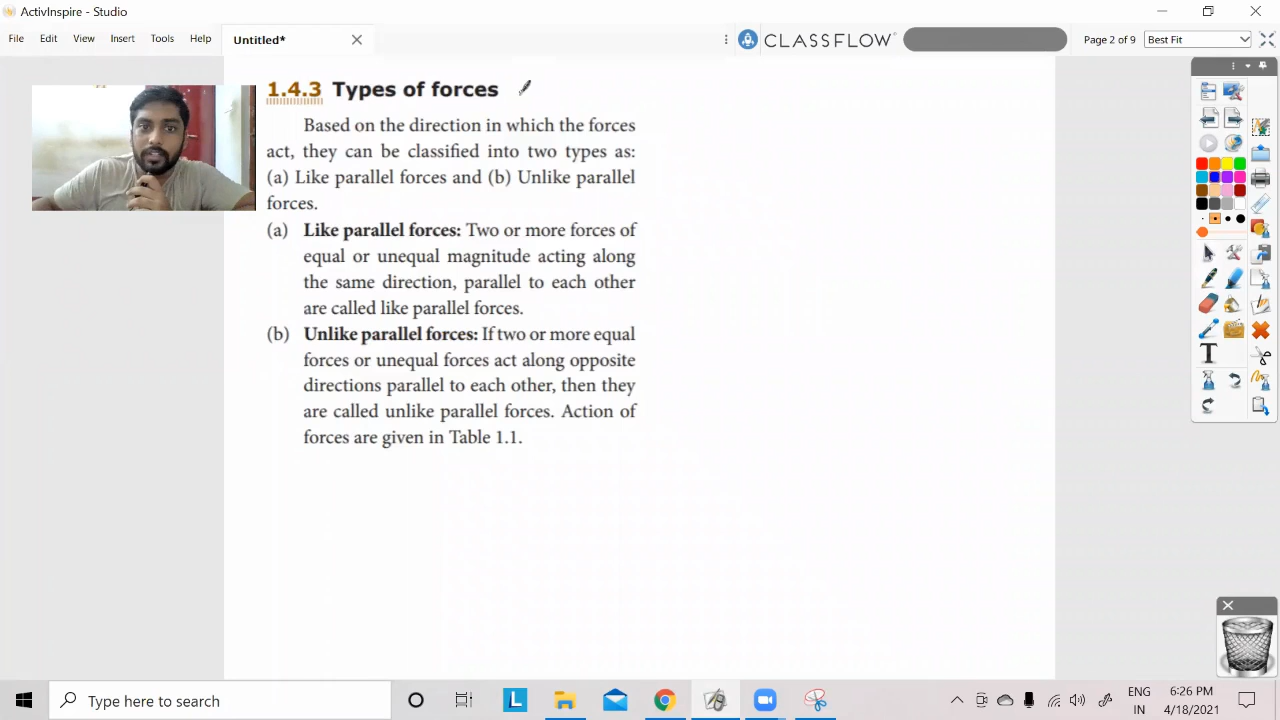 ActivInspire - Studio
File Edit View Insert Tools Help
Untitled*
CLASSFLOW
Page 2 of 9
Best Fit
1.4.3 Types of forces
Based on the direction in which the forces
act, they can be classified into two types as:
(a) Like parallel forces and (b) Unlike parallel
forces.
(a) Like parallel forces: Two or more forces of
equal or unequal magnitude acting along
the same direction, parallel to each other
are called like parallel forces.
(b) Unlike parallel forces: If two or more equal
forces or unequal forces act along opposite
directions parallel to each other, then they
are called unlike parallel forces. Action of
forces are given in Table 1.1.
T
Type here to search
L
ENG
IN
6:26 PM
4/18/2021